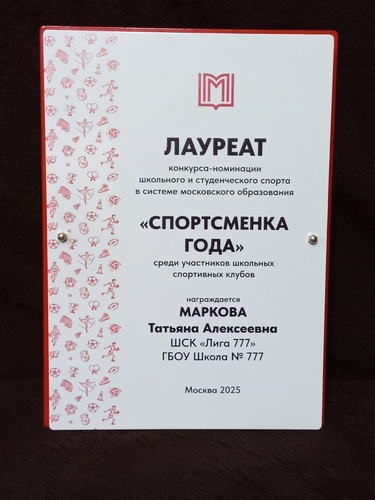 ЛАУРЕАТ
конкурса-номинации
школьного и студенческого спорта
в системе московского образования
«СПОРТСМЕНКА
ГОДА»
среди участников школьных
спортивных клубов
награждается
МАРКОВА
Татьяна Алексеевна
ШСК «Лига 777»
ГБОУ Школа № 777
Москва 2025